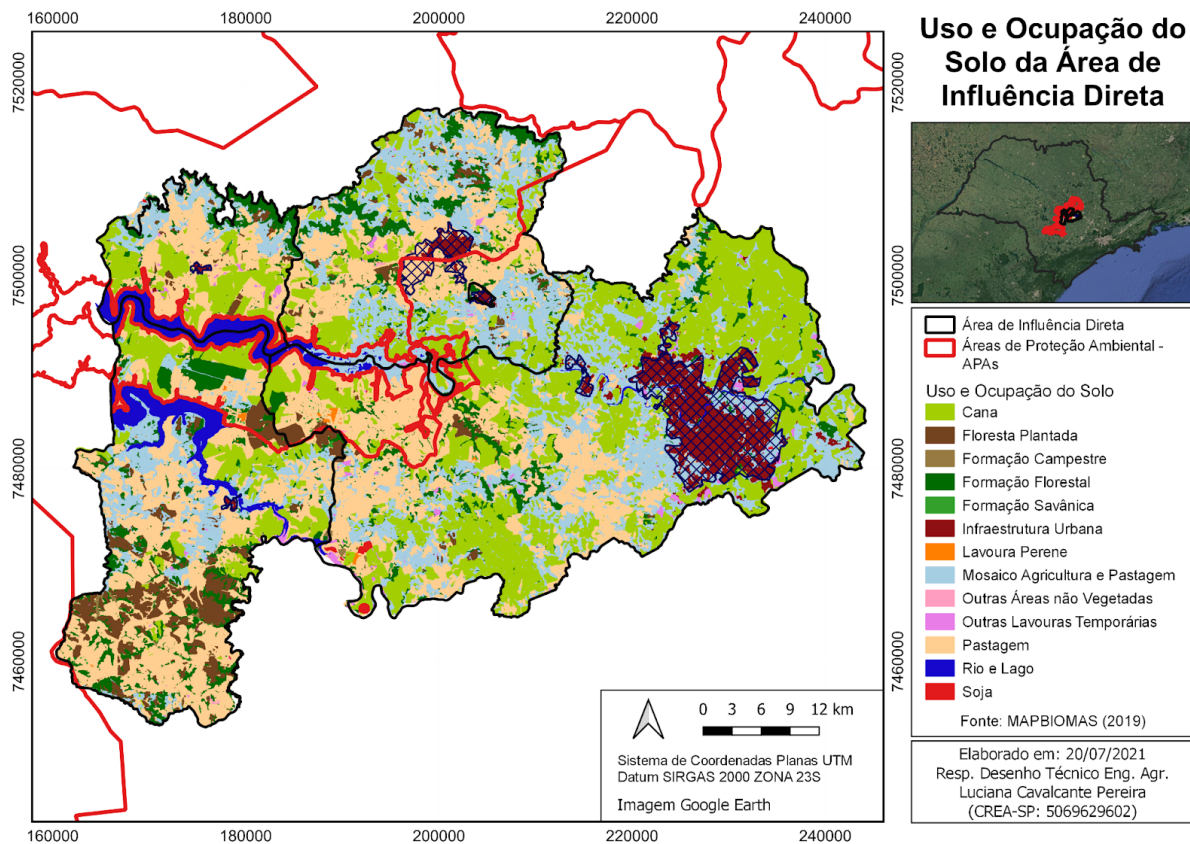 160000
180000
200000
220000
240000
7520000
7500000
7480000
7460000
7520000
7500000
7480000
7460000
160000
180000
200000
220000
240000
0 3 6 9 12 km
Sistema de Coordenadas Planas UTM
Datum SIRGAS 2000 ZONA 23S
Imagem Google Earth
Uso e Ocupação do
Solo da Área de
Influência Direta
Área de Influência Direta
Áreas de Proteção Ambiental -
APAs
Uso e Ocupação do Solo
Cana
Floresta Plantada
Formação Campestre
Formação Florestal
Formação Savânica
Infraestrutura Urbana
Lavoura Perene
Mosaico Agricultura e Pastagem
Outras Áreas não Vegetadas
Outras Lavouras Temporárias
Pastagem
Rio e Lago
Soja
Fonte: MAPBIOMAS (2019)
Elaborado em: 20/07/2021
Resp. Desenho Técnico Eng. Agr.
Luciana Cavalcante Pereira
(CREA-SP: 5069629602)